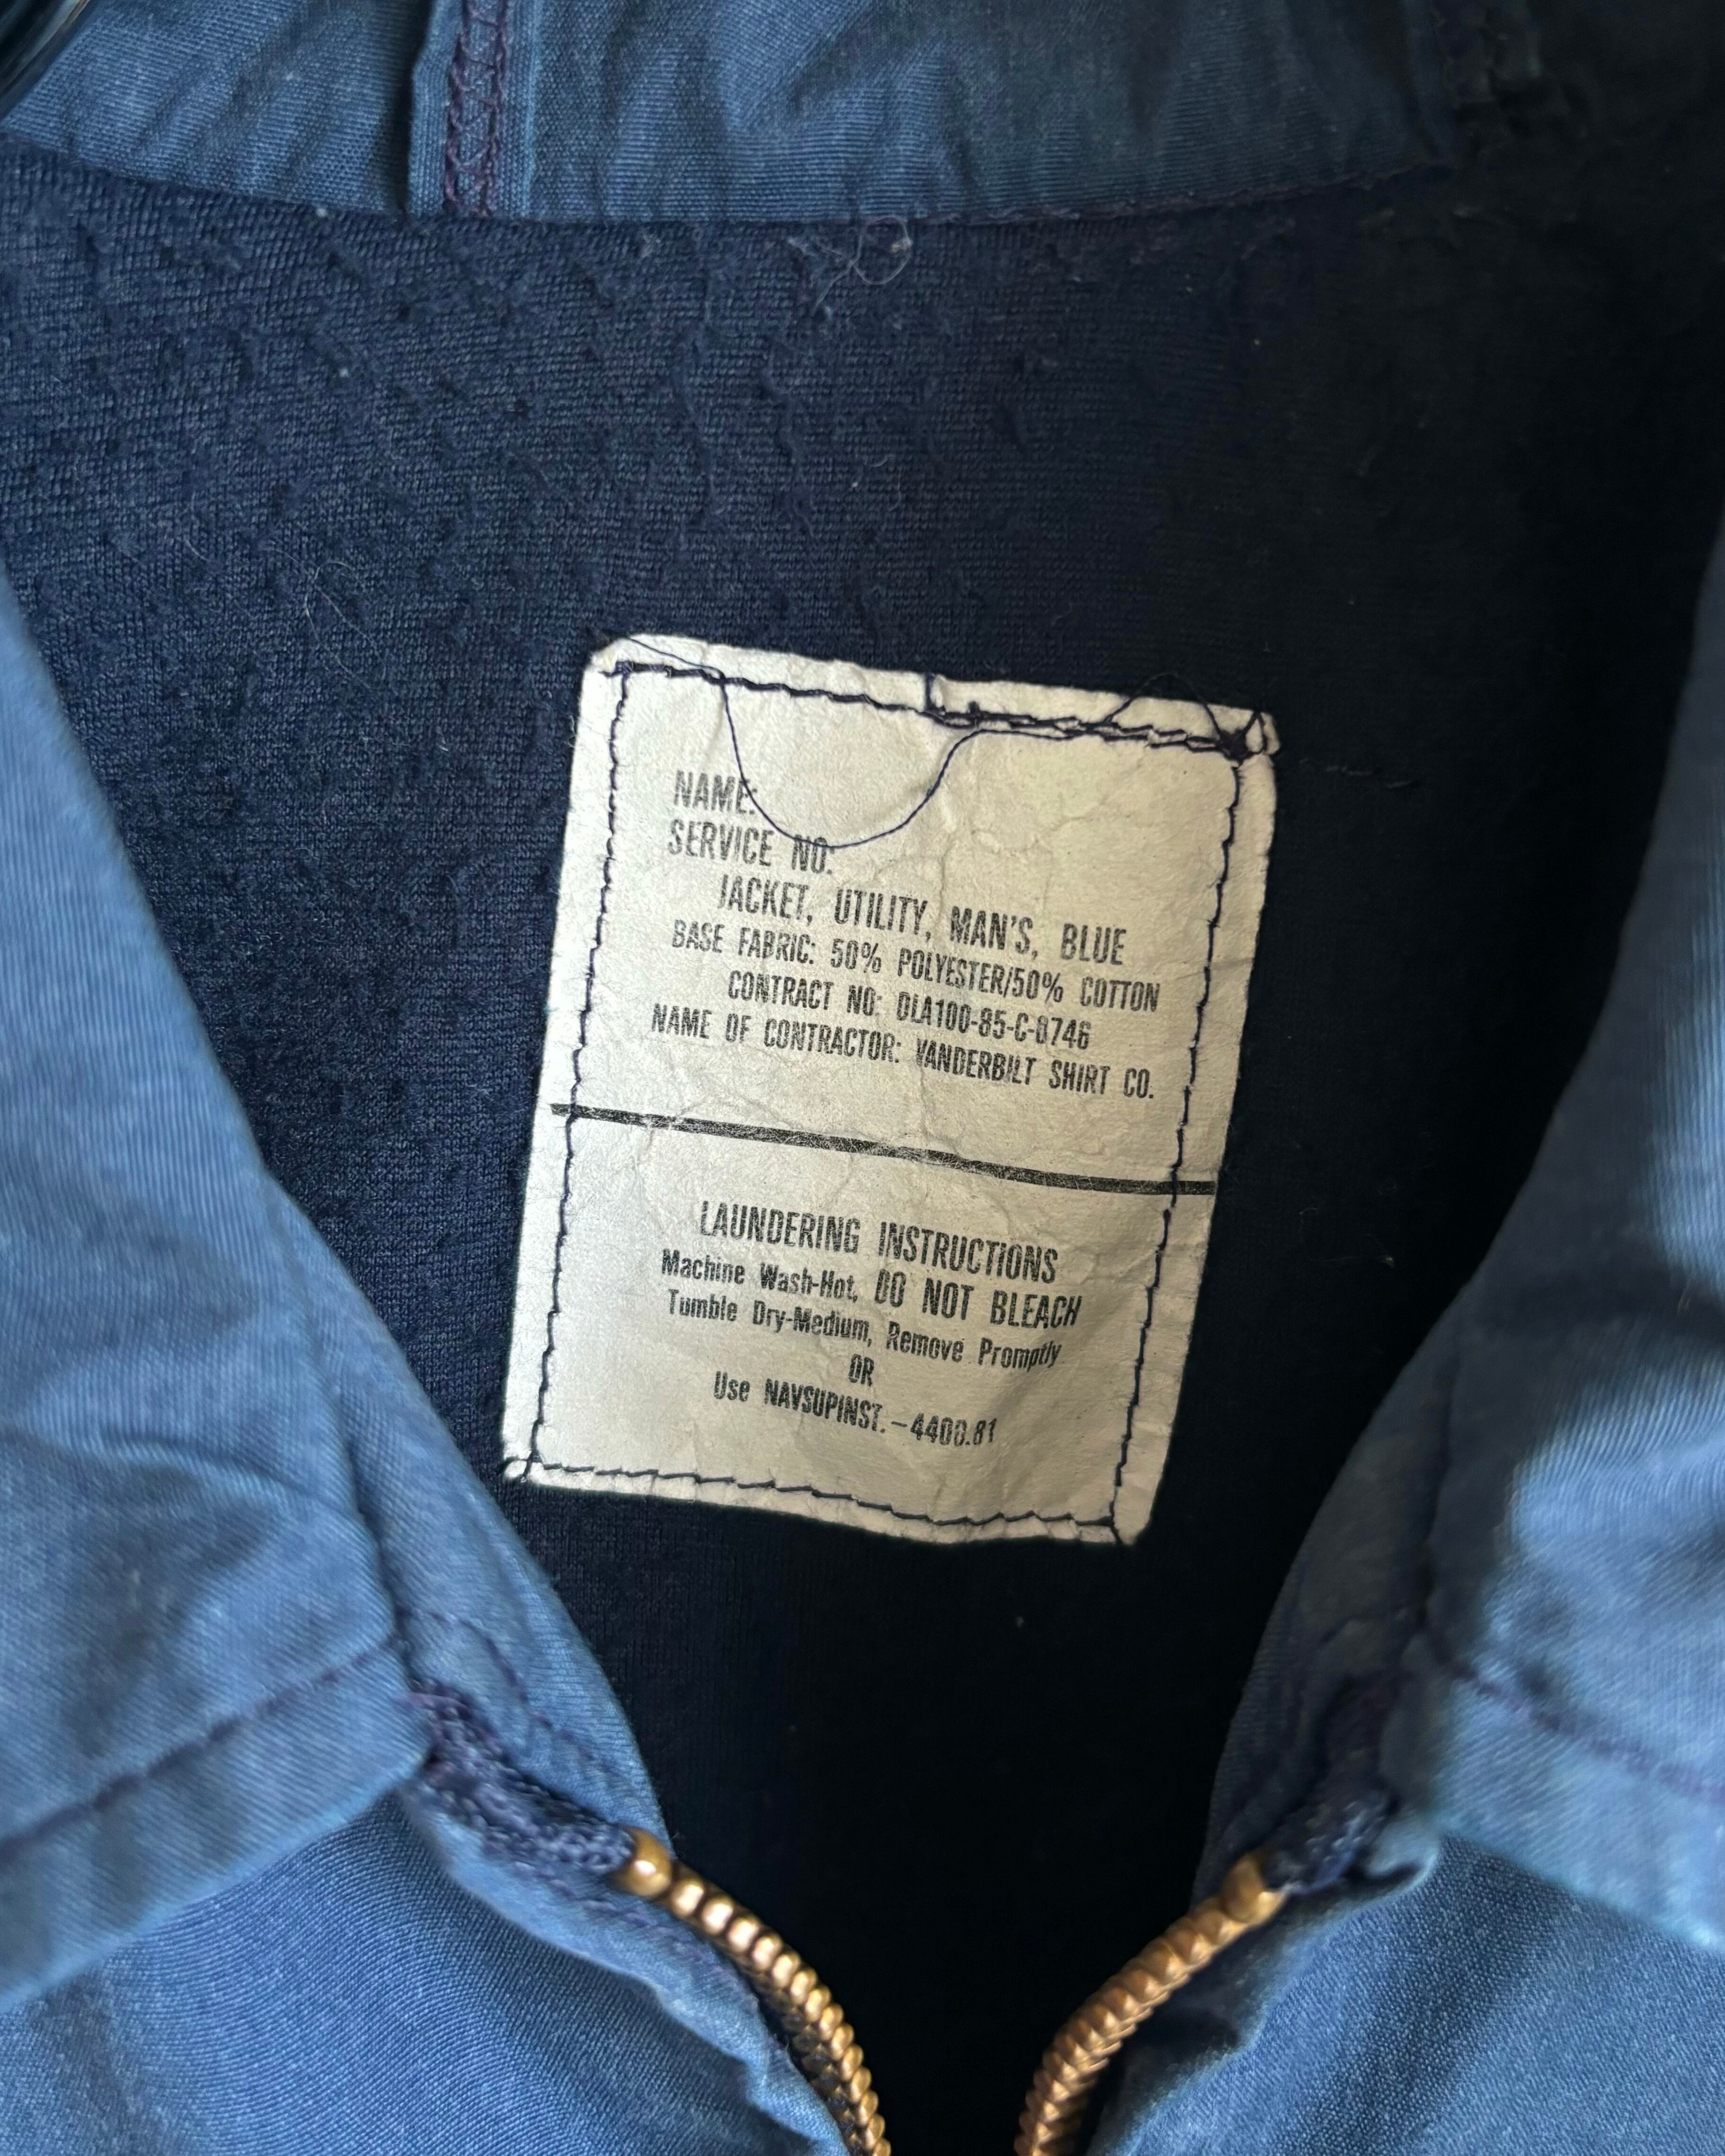 NAME:
SERVICE NO:
JACKET, UTILITY, MAN'S, BLUE
BASE FABRIC: 50% POLYESTER/50% COTTON
CONTRACT NO: DLA100-85-C-0746
NAME OF CONTRACTOR: VANDERBILT SHIRT CO.
LAUNDERING INSTRUCTIONS
Machine Wash-Hot, DO NOT BLEACH
Tumble Dry-Medium, Remove Promptly
OR
Use NAVSUPINST.-4400.81